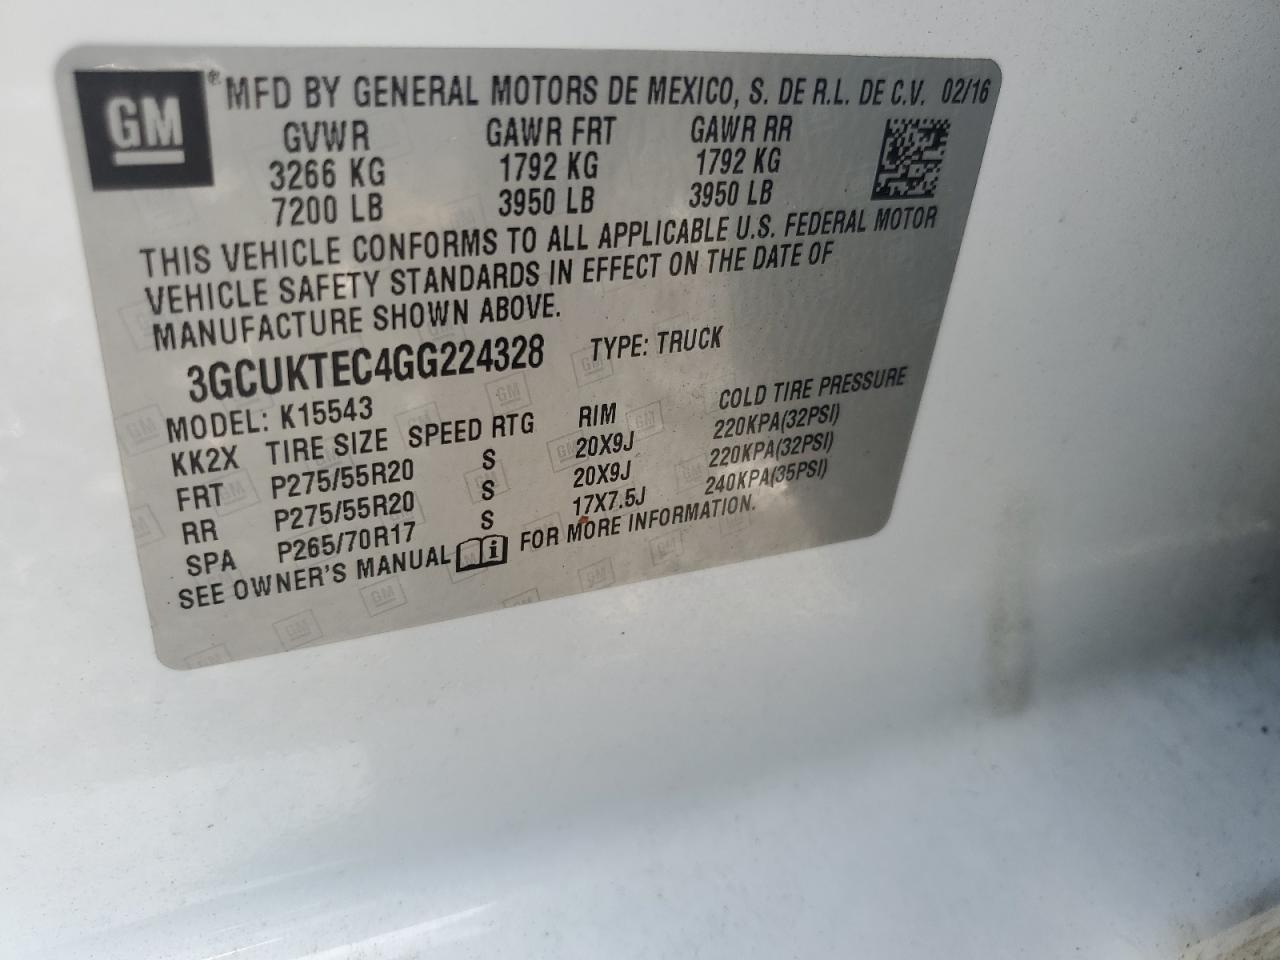 GM ® MFD BY GENERAL MOTORS DE MEXICO, S. DE R.L. DE C.V. 02/16
GVWR GAWR FRT GAWR RR
3266 KG 1792 KG 1792 KG
7200 LB 3950 LB 3950 LB
THIS VEHICLE CONFORMS TO ALL APPLICABLE U.S. FEDERAL MOTOR
VEHICLE SAFETY STANDARDS IN EFFECT ON THE DATE OF
MANUFACTURE SHOWN ABOVE.
3GCUKTEC4GG224328 TYPE: TRUCK
MODEL: K15543
KK2X TIRE SIZE SPEED RTG RIM COLD TIRE PRESSURE
FRT P275/55R20 S 20X9J 220KPA(32PSI)
RR P275/55R20 S 20X9J 220KPA(32PSI)
SPA P265/70R17 S 17X7.5J 240KPA(35PSI)
SEE OWNER'S MANUAL i FOR MORE INFORMATION.